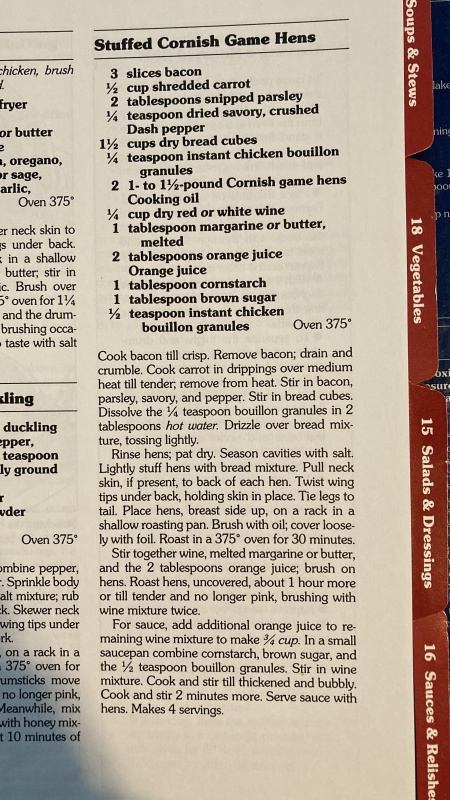 Stuffed Cornish Game Hens
3 slices bacon
½ cup shredded carrot
2 tablespoons snipped parsley
¼ teaspoon dried savory, crushed
Dash pepper
1½ cups dry bread cubes
¼ teaspoon instant chicken bouillon
granules
2 1- to 1½-pound Cornish game hens
Cooking oil
¼ cup dry red or white wine
1 tablespoon margarine or butter,
melted
2 tablespoons orange juice
Orange juice
1 tablespoon cornstarch
1 tablespoon brown sugar
½ teaspoon instant chicken
bouillon granules Oven 375°
Cook bacon till crisp. Remove bacon; drain and
crumble. Cook carrot in drippings over medium
heat till tender; remove from heat. Stir in bacon,
parsley, savory, and pepper. Stir in bread cubes.
Dissolve the ¼ teaspoon bouillon granules in 2
tablespoons hot water. Drizzle over bread mix-
ture, tossing lightly.
Rinse hens; pat dry. Season cavities with salt.
Lightly stuff hens with bread mixture. Pull neck
skin, if present, to back of each hen. Twist wing
tips under back, holding skin in place. Tie legs to
tail. Place hens, breast side up, on a rack in a
shallow roasting pan. Brush with oil; cover loose-
ly with foil. Roast in a 375° oven for 30 minutes.
Stir together wine, melted margarine or butter,
and the 2 tablespoons orange juice; brush on
hens. Roast hens, uncovered, about 1 hour more
or till tender and no longer pink, brushing with
wine mixture twice.
For sauce, add additional orange juice to re-
maining wine mixture to make ¾ cup. In a small
saucepan combine cornstarch, brown sugar, and
the ½ teaspoon bouillon granules. Stir in wine
mixture. Cook and stir till thickened and bubbly.
Cook and stir 2 minutes more. Serve sauce with
hens. Makes 4 servings.
chicken, brush
fryer
or butter
, oregano,
or sage,
arlic,
Oven 375°
er neck skin to
gs under back.
in a shallow
butter; stir in
ic. Brush over
5° oven for 1¼
and the drum-
brushing occa-
taste with salt
kling
duckling
epper,
teaspoon
ly ground
r
wder
Oven 375°
ombine pepper,
. Sprinkle body
alt mixture; rub
ck. Skewer neck
wing tips under
rk.
, on a rack in a
375° oven for
umsticks move
no longer pink,
Meanwhile, mix
with honey mix-
t 10 minutes of
Soups & Stews
18 Vegetables
15 Salads & Dressings
16 Sauces & Relishe